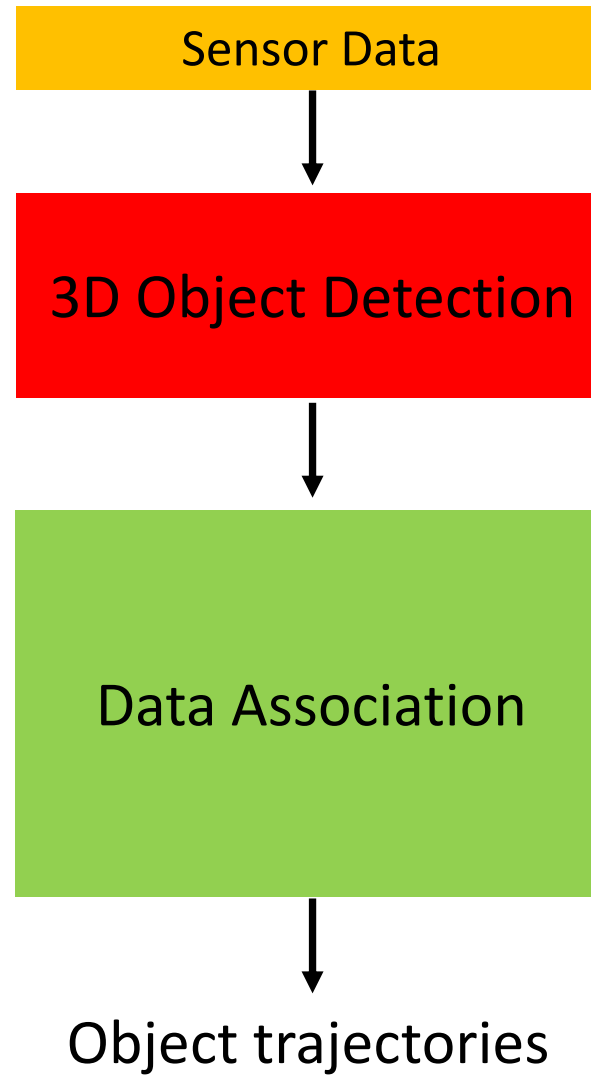 Sensor Data
3D Object Detection
Data Association
Object trajectories